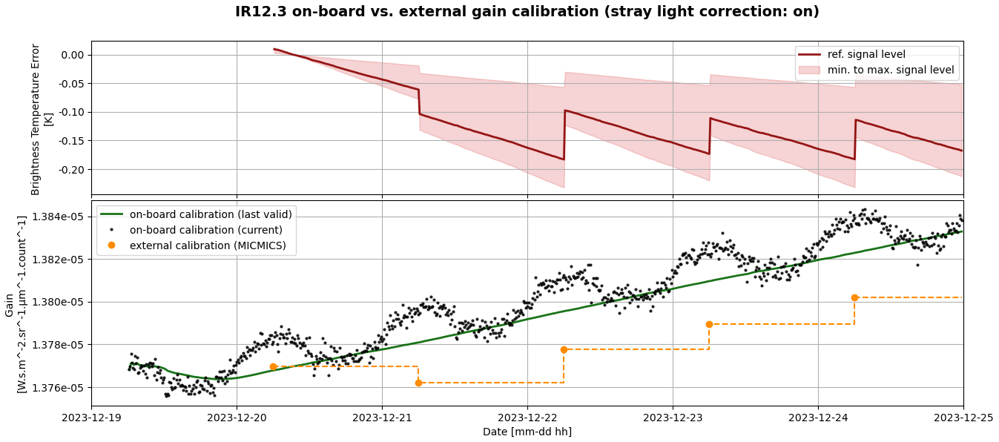 IR12.3 on-board vs. external gain calibration (stray light correction: on)
Brightness Temperature Error
[K]
0.00
-0.05
-0.10
-0.15
-0.20
ref. signal level
min. to max. signal level
Gain
[W.s.m^-2.sr^-1.μm^-1.count^-1]
1.384e-05
1.382e-05
1.380e-05
1.378e-05
1.376e-05
on-board calibration (last valid)
on-board calibration (current)
external calibration (MICMICS)
2023-12-19
2023-12-20
2023-12-21
2023-12-22
2023-12-23
2023-12-24
2023-12-25
Date [mm-dd hh]